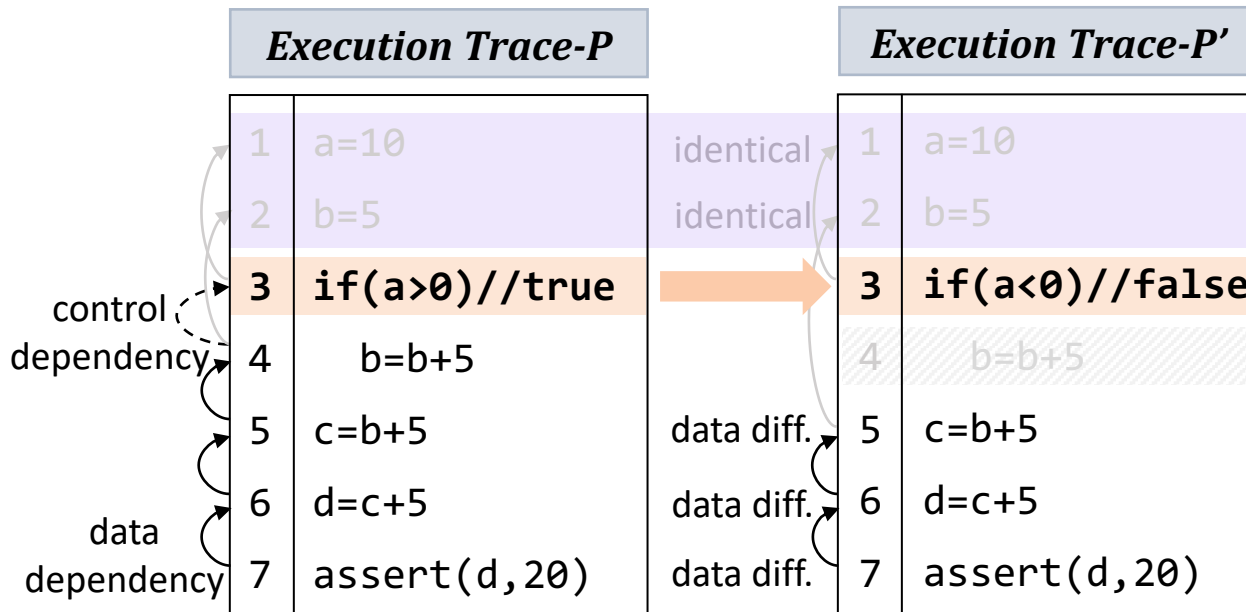 Execution Trace-P
Execution Trace-P’
1 a=10 identical 1 a=10
2 b=5 identical 2 b=5
3 if(a>0)//true 3 if(a<0)//false
control
dependency
4 b=b+5 4 b=b+5
5 c=b+5 data diff. 5 c=b+5
6 d=c+5 data diff. 6 d=c+5
data
dependency
7 assert(d,20) data diff. 7 assert(d,20)